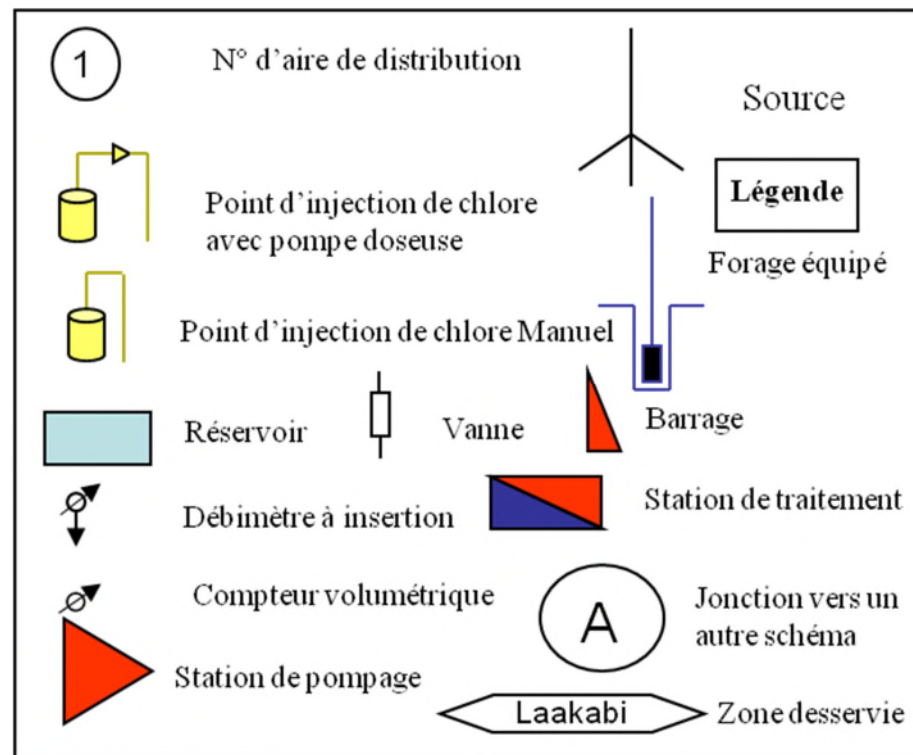 1
N° d'aire de distribution
Source
Légende
Point d'injection de chlore
avec pompe doseuse
Forage équipé
Point d'injection de chlore Manuel
Réservoir
Vanne
Barrage
Débimètre à insertion
Station de traitement
Compteur volumétrique
A
Jonction vers un
autre schéma
Station de pompage
Laakabi
Zone desservie